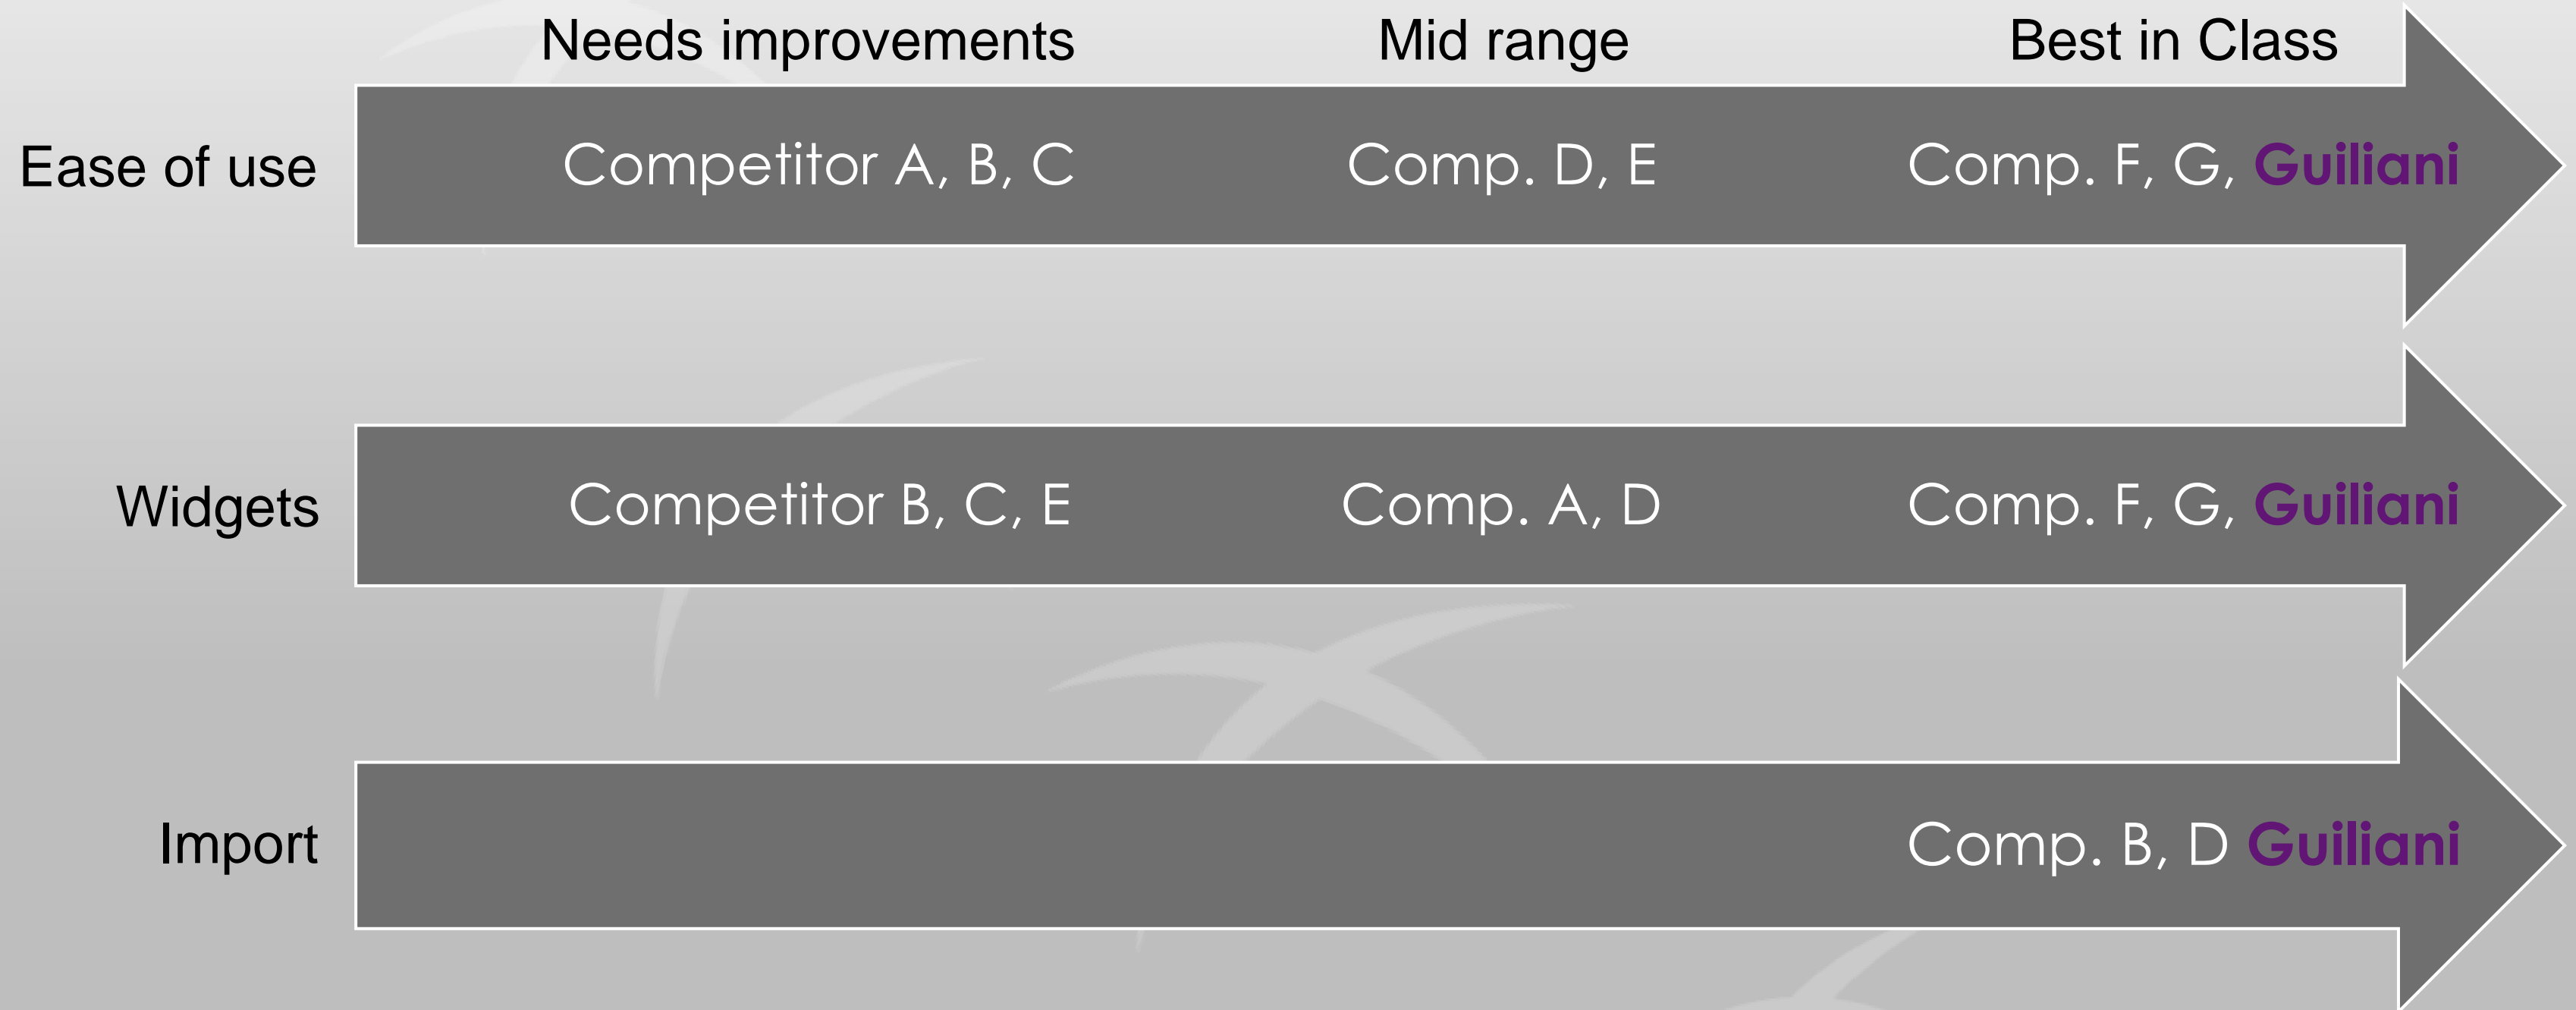 Needs improvements Mid range Best in Class
Ease of use Competitor A, B, C Comp. D, E Comp. F, G, Guiliani
Widgets Competitor B, C, E Comp. A, D Comp. F, G, Guiliani
Import Comp. B, D Guiliani